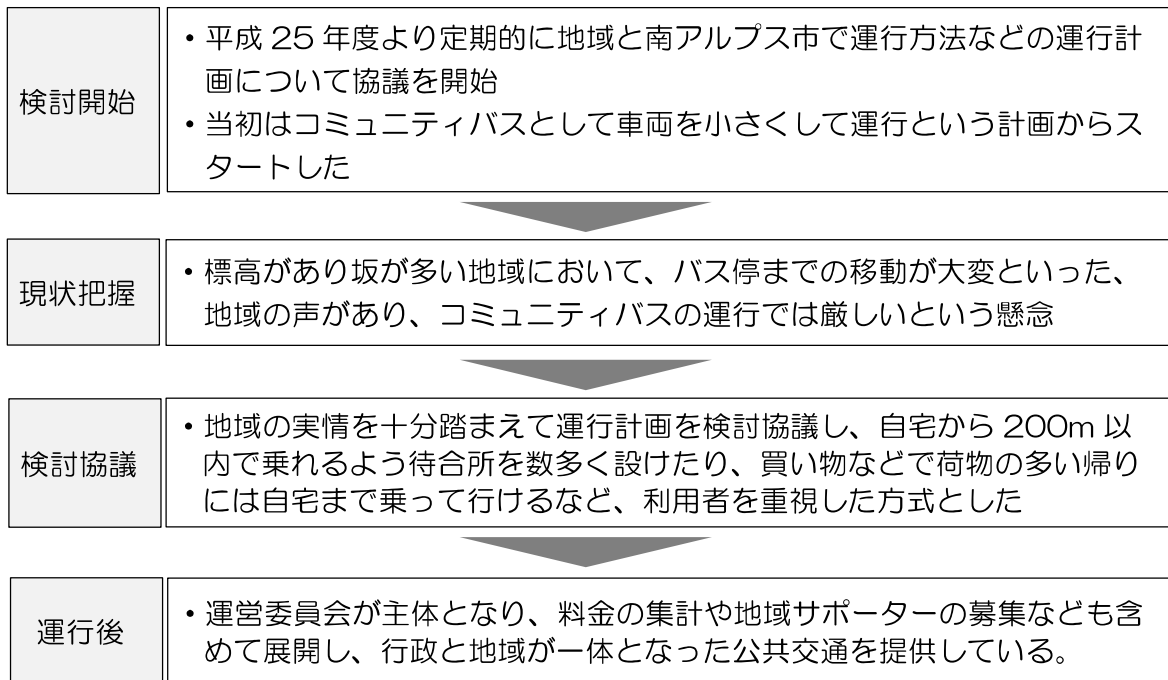 検討開始
・平成 25 年度より定期的に地域と南アルプス市で運行方法などの運行計
画について協議を開始
・当初はコミュニティバスとして車両を小さくして運行という計画からス
タートした
現状把握
・標高があり坂が多い地域において、バス停までの移動が大変といった、
地域の声があり、コミュニティバスの運行では厳しいという懸念
検討協議
・地域の実情を十分踏まえて運行計画を検討協議し、自宅から 200m 以
内で乗れるよう待合所を数多く設けたり、買い物などで荷物の多い帰り
には自宅まで乗って行けるなど、利用者を重視した方式とした
運行後
・運営委員会が主体となり、料金の集計や地域サポーターの募集なども含
めて展開し、行政と地域が一体となった公共交通を提供している。